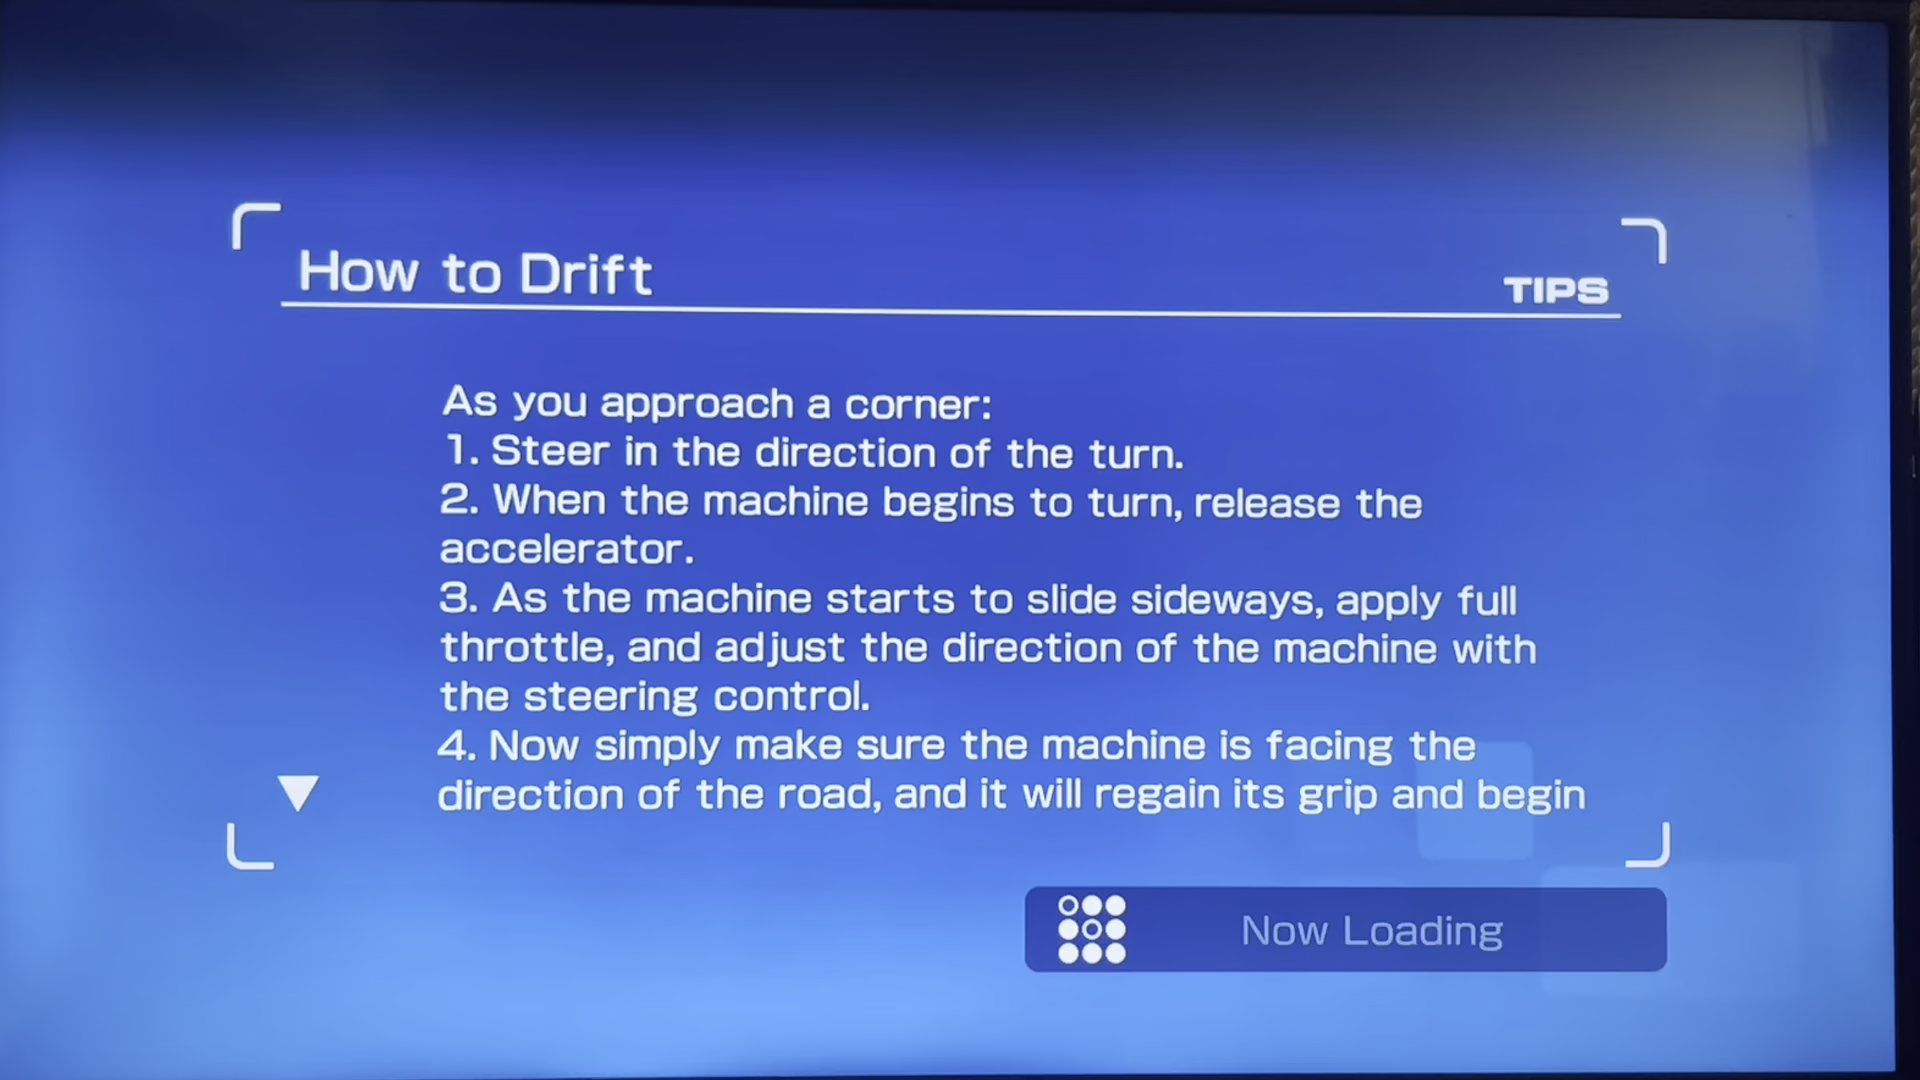 How to Drift
TIPS
As you approach a corner:
1. Steer in the direction of the turn.
2. When the machine begins to turn, release the
accelerator.
3. As the machine starts to slide sideways, apply full
throttle, and adjust the direction of the machine with
the steering control.
4. Now simply make sure the machine is facing the
direction of the road, and it will regain its grip and begin
Now Loading